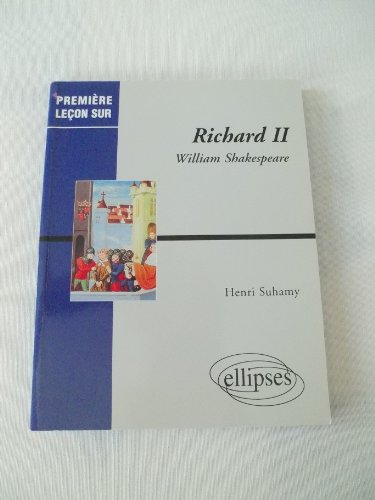 PREMIÈRE
LEÇON SUR
Richard II
William Shakespeare
Henri Suhamy
ellipses